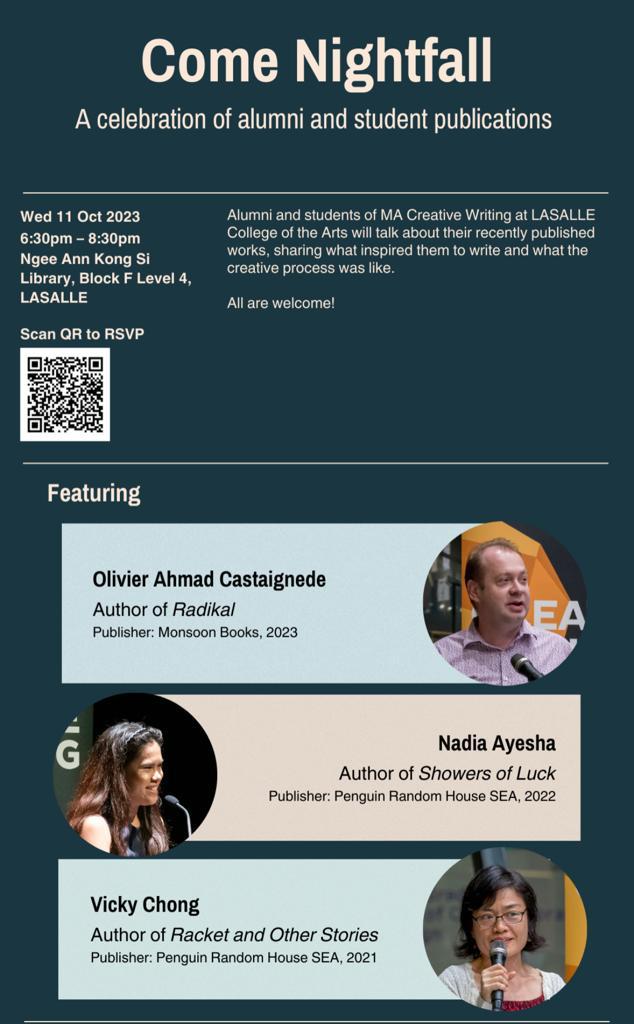 Come Nightfall
A celebration of alumni and student publications
Wed 11 Oct 2023
6:30pm – 8:30pm
Ngee Ann Kong Si
Library, Block F Level 4,
LASALLE
Scan QR to RSVP
Alumni and students of MA Creative Writing at LASALLE
College of the Arts will talk about their recently published
works, sharing what inspired them to write and what the
creative process was like.
All are welcome!
Featuring
Olivier Ahmad Castaignede
Author of Radikal
Publisher: Monsoon Books, 2023
EA
G
Nadia Ayesha
Author of Showers of Luck
Publisher: Penguin Random House SEA, 2022
Vicky Chong
Author of Racket and Other Stories
Publisher: Penguin Random House SEA, 2021